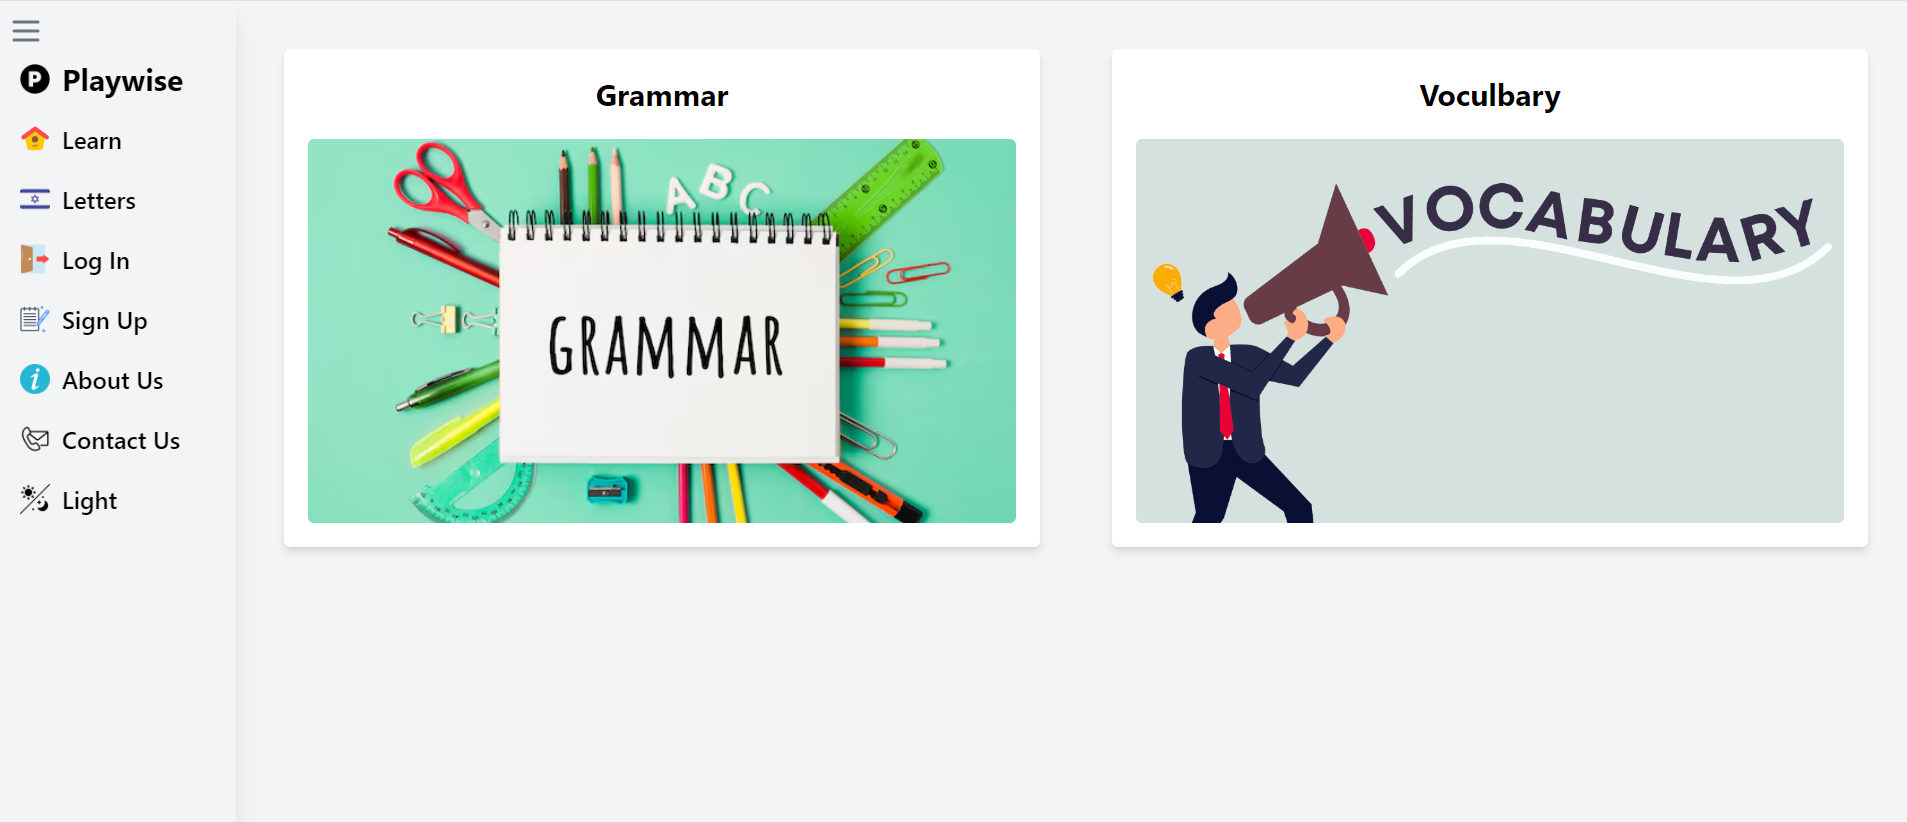 Playwise
Learn
Letters
Log In
Sign Up
About Us
Contact Us
Light
Grammar
ABC
GRAMMAR
Voculbary
VOCABULARY